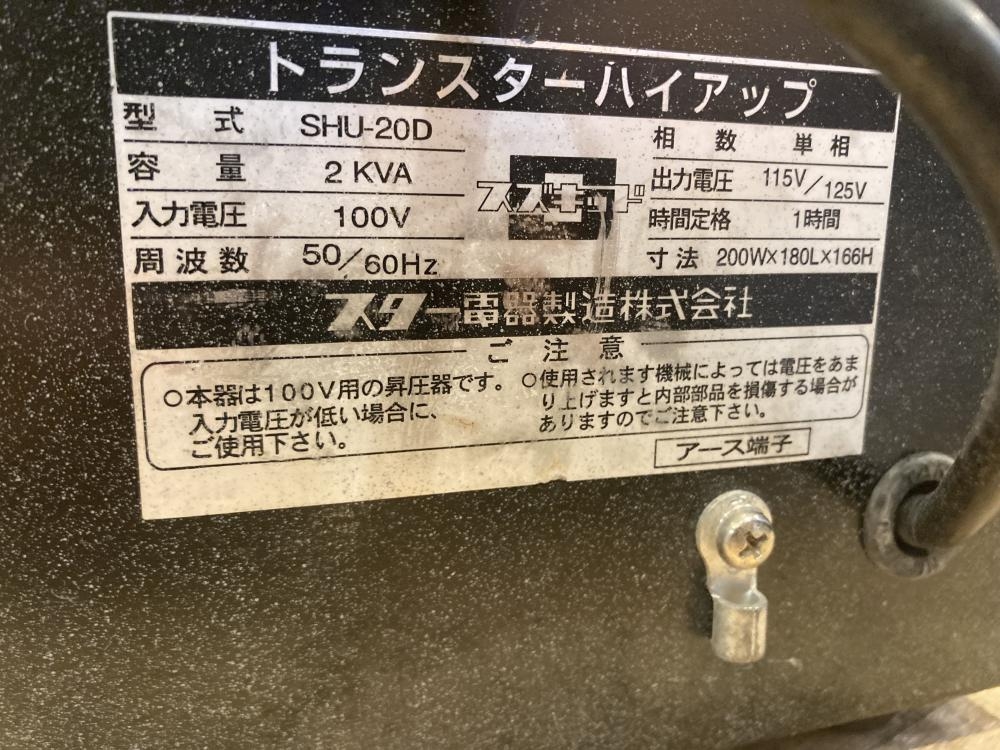 トランスターハイアップ
型式 SHU-20D
容量 2 KVA
入力電圧 100V
周波数 50/60Hz
スズキッド
相数 単相
出力電圧 115V/125V
時間定格 1時間
寸法 200W×180L×166H
スター電器製造株式会社
ご注意
○本器は100V用の昇圧器です。
入力電圧が低い場合に、
ご使用下さい。
○使用されます機械によっては電圧をあま
り上げますと内部部品を損傷する場合が
ありますのでご注意下さい。
アース端子